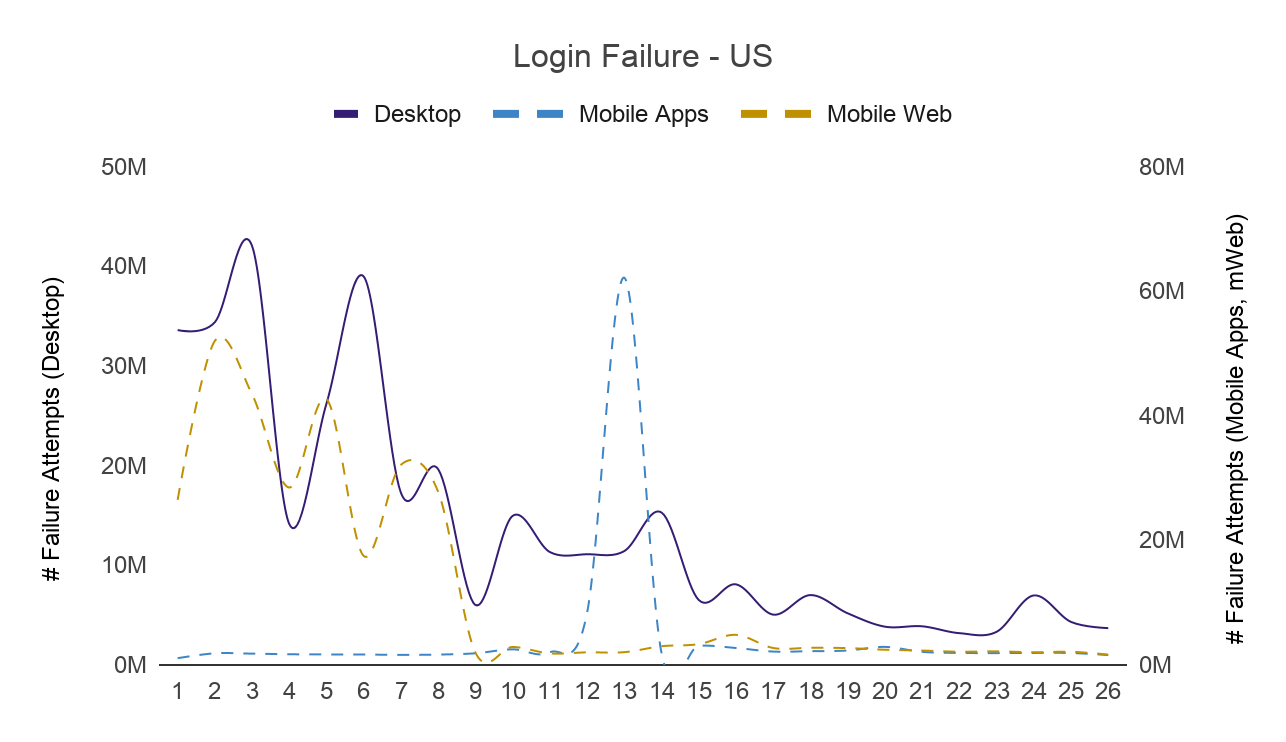 Login Failure - US
Desktop Mobile Apps Mobile Web
50M
40M
30M
20M
10M
0M
# Failure Attempts (Desktop)
80M
60M
40M
20M
0M
# Failure Attempts (Mobile Apps, mWeb)
1 2 3 4 5 6 7 8 9 10 11 12 13 14 15 16 17 18 19 20 21 22 23 24 25 26